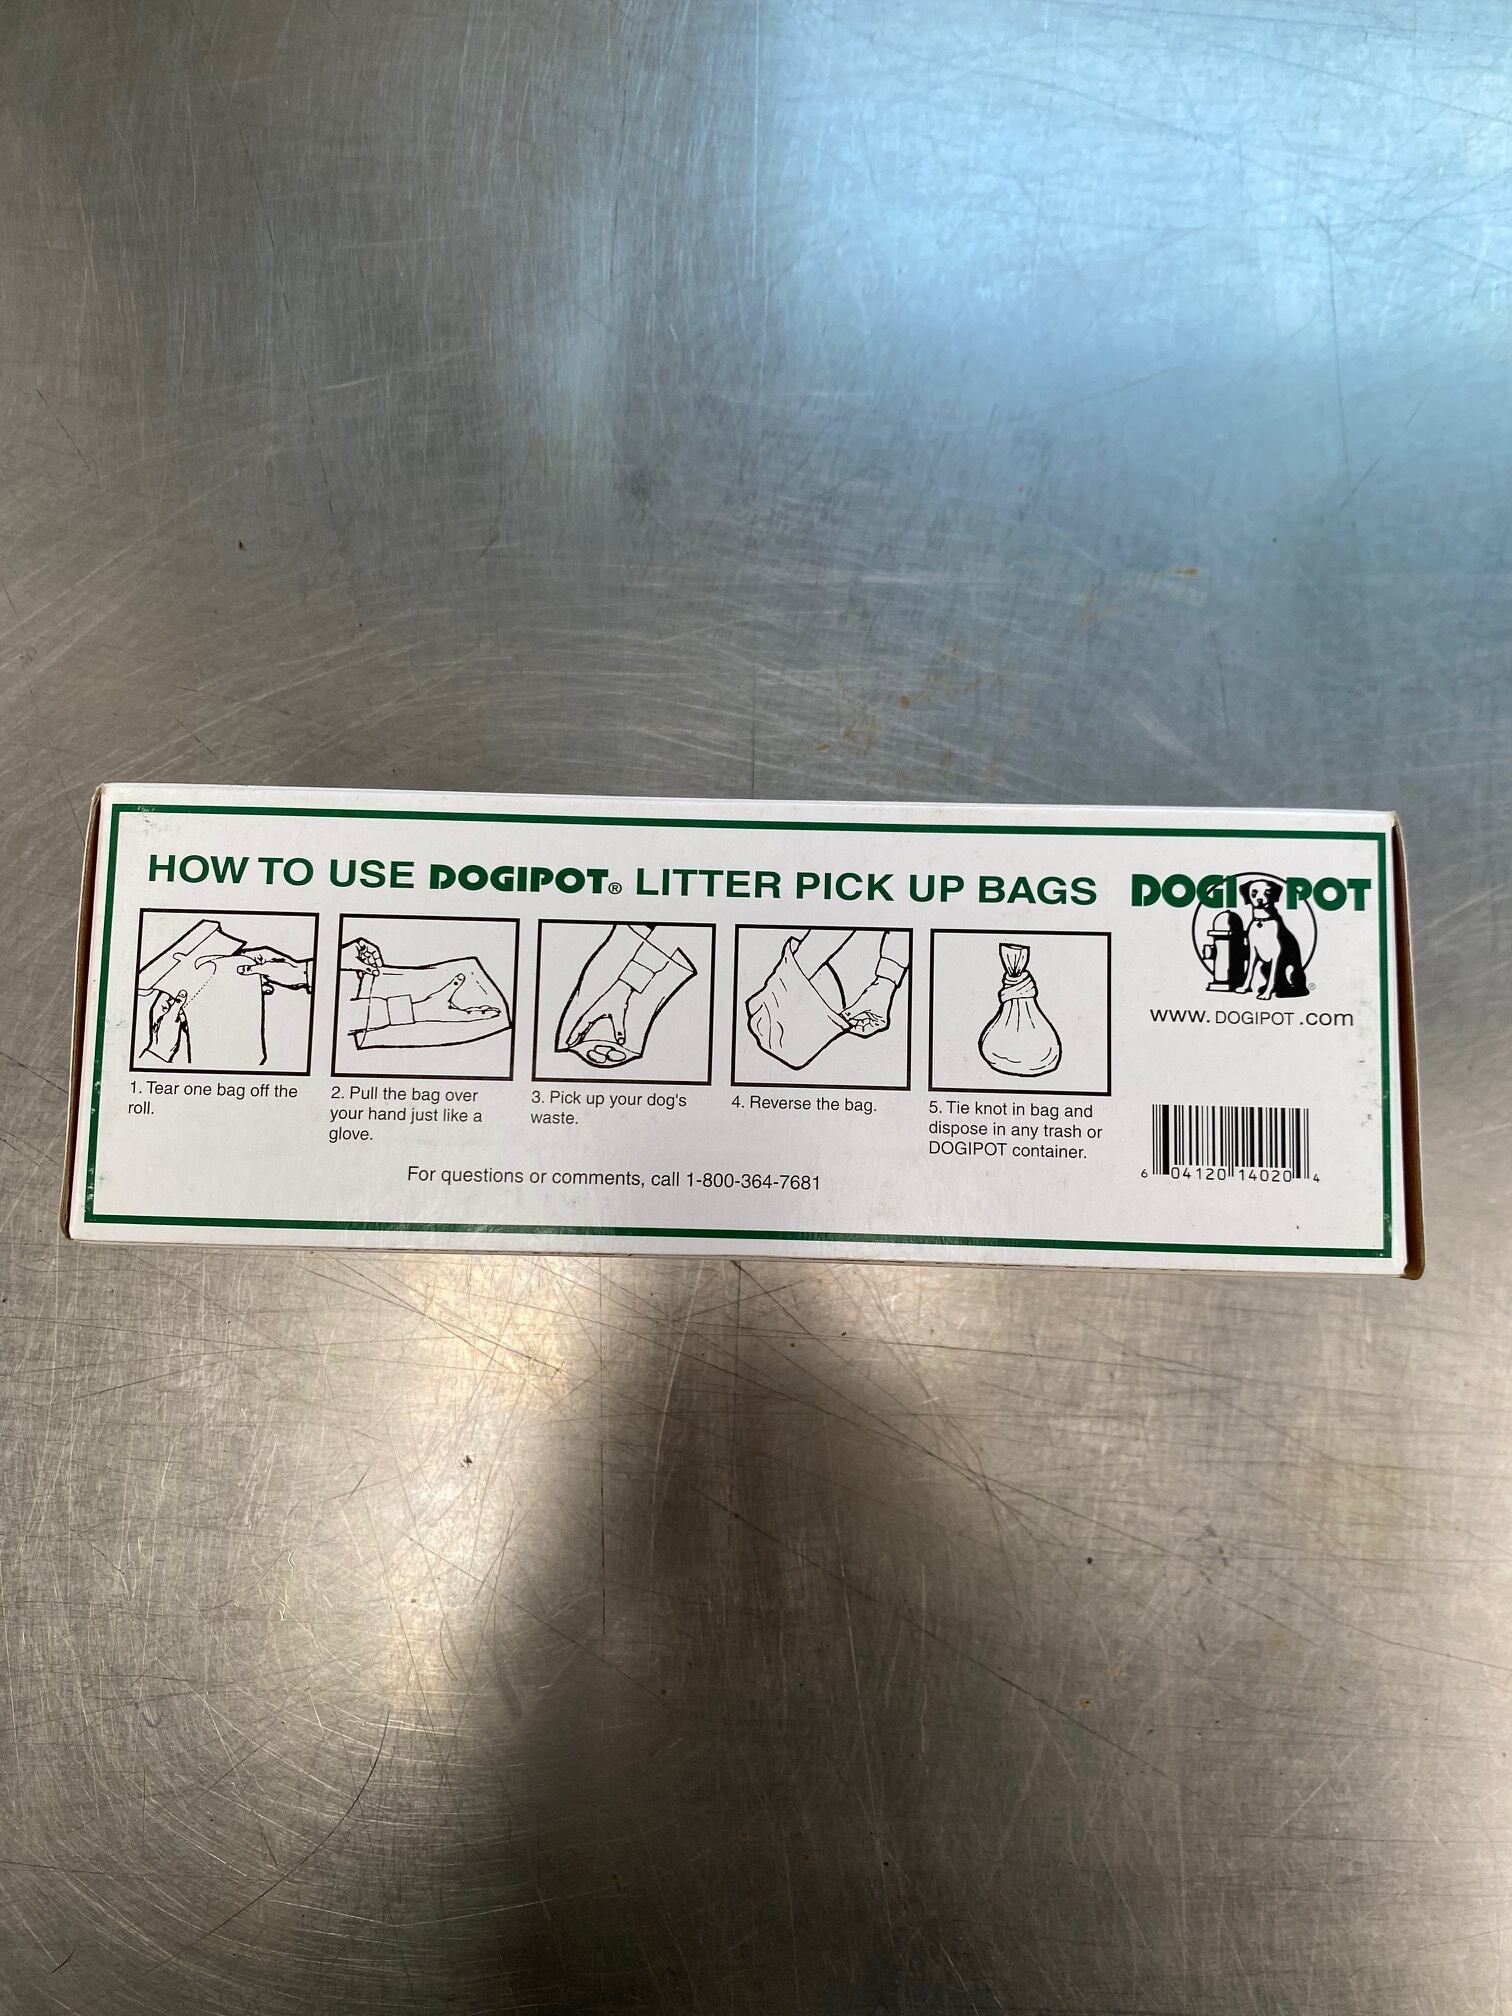 HOW TO USE DOGIPOT® LITTER PICK UP BAGS
1. Tear one bag off the
roll.
2. Pull the bag over
your hand just like a
glove.
3. Pick up your dog's
waste.
4. Reverse the bag.
5. Tie knot in bag and
dispose in any trash or
DOGIPOT container.
For questions or comments, call 1-800-364-7681
DOGIPOT
®
www.DOGIPOT.com
6 04120 14020 4